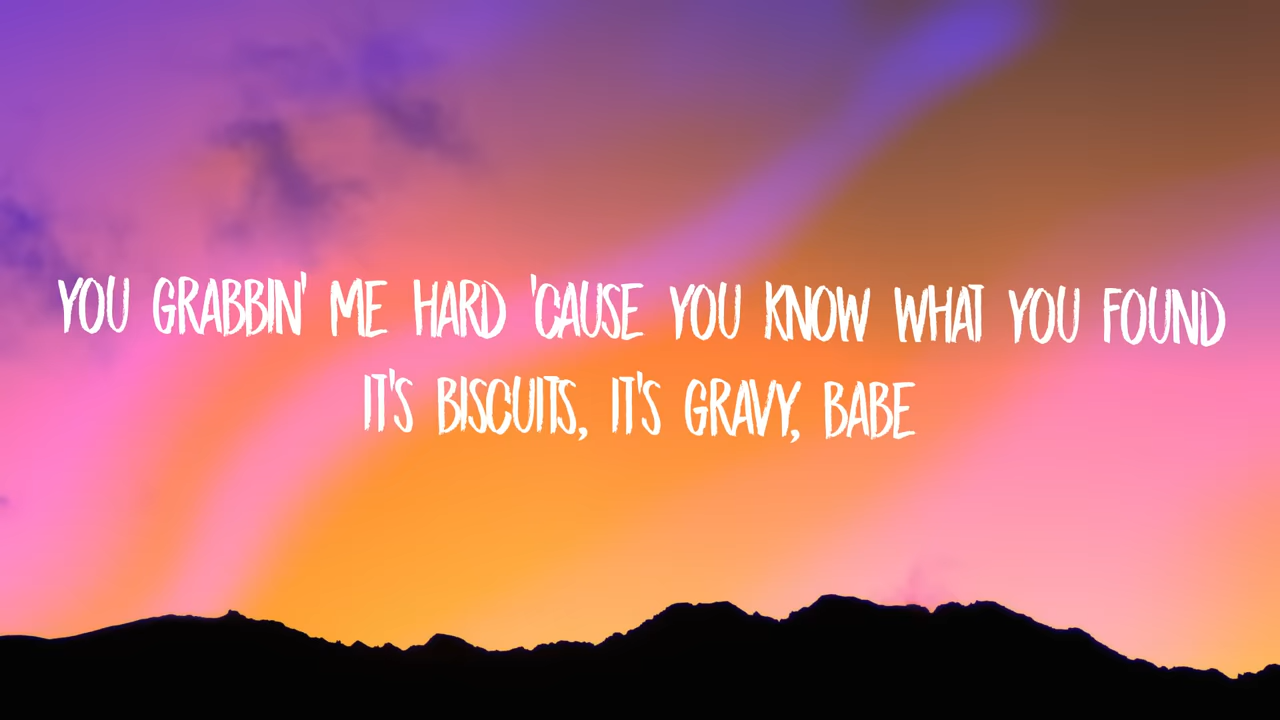 YOU GRABBIN' ME HARD 'CAUSE YOU KNOW WHAT YOU FOUND
IT'S BISCUITS, IT'S GRAVY, BABE